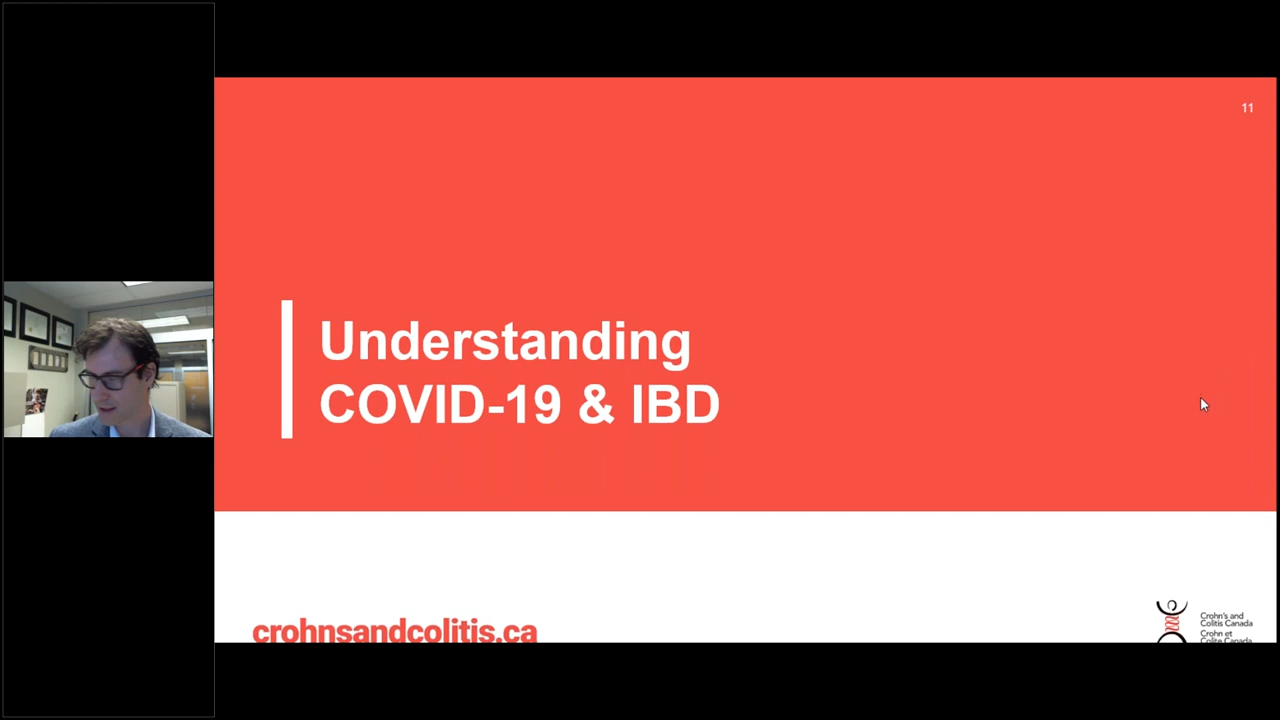 11
Understanding
COVID-19 & IBD
crohnsandcolitis.ca
Crohn's and
Colitis Canada
Crohn et
Colite Canada